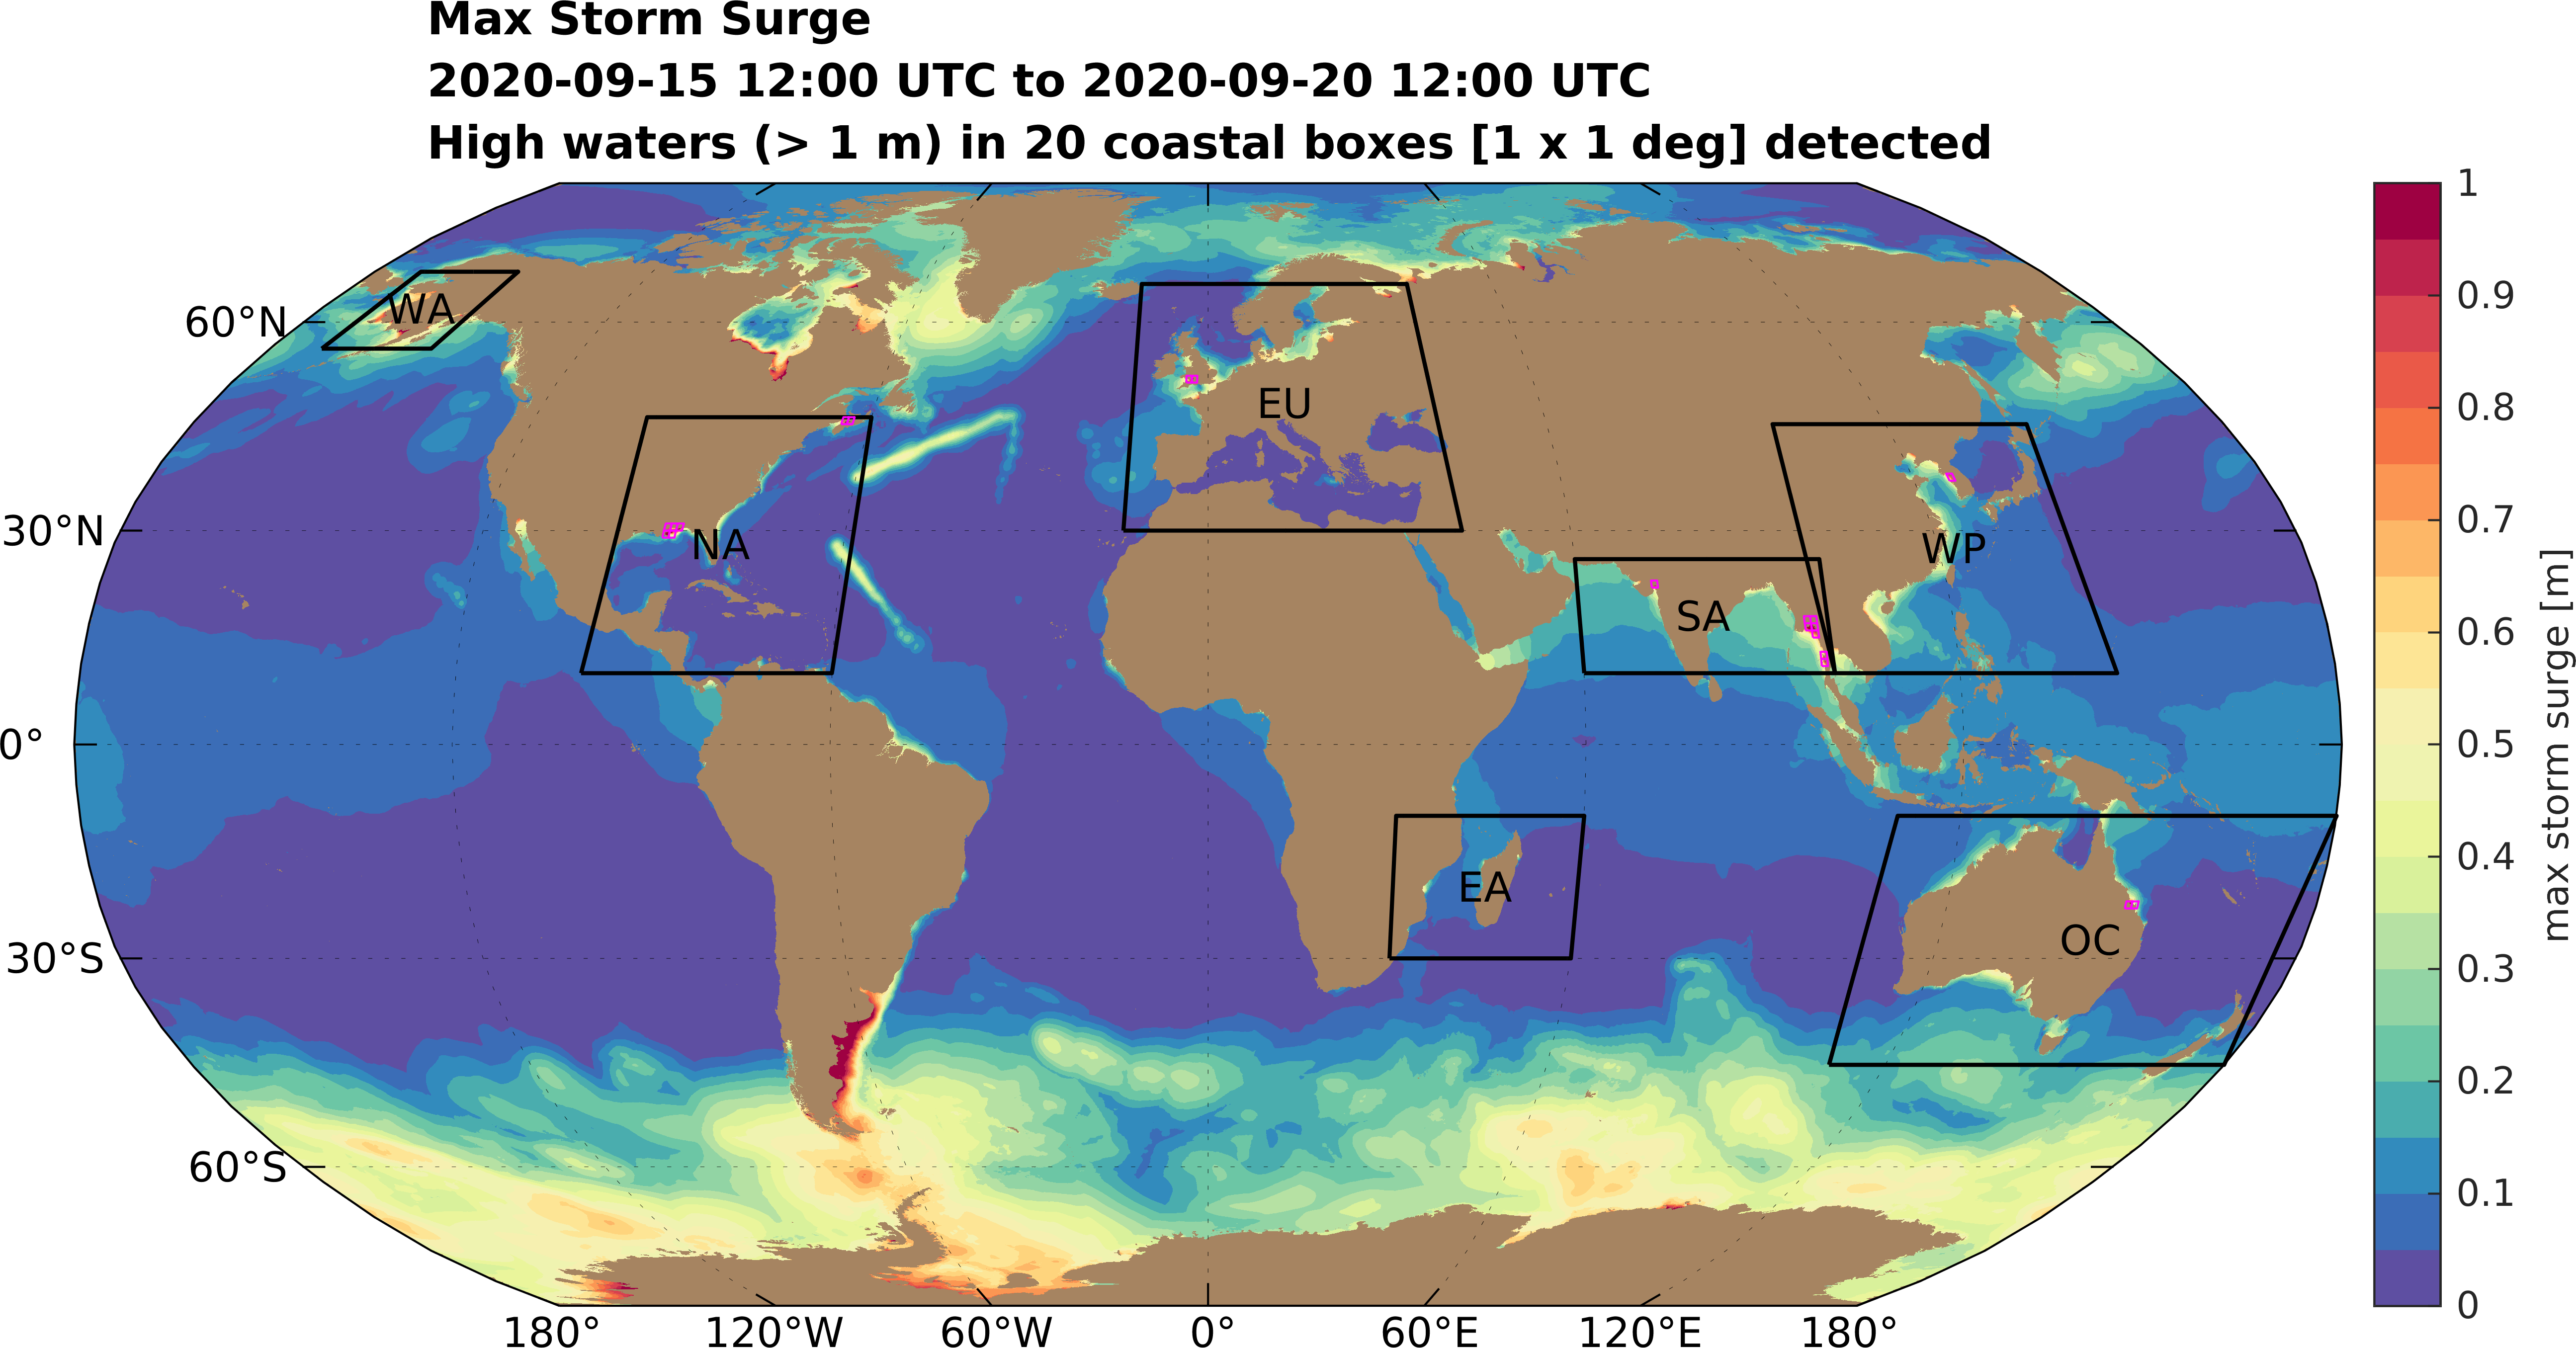 Max Storm Surge
2020-09-15 12:00 UTC to 2020-09-20 12:00 UTC
High waters (> 1 m) in 20 coastal boxes [1 x 1 deg] detected
60°N
30°N
0°
30°S
60°S
180°
120°W
60°W
0°
60°E
120°E
180°
WA
NA
EU
SA
WP
EA
OC
1
0.9
0.8
0.7
0.6
0.5
0.4
0.3
0.2
0.1
0
max storm surge [m]